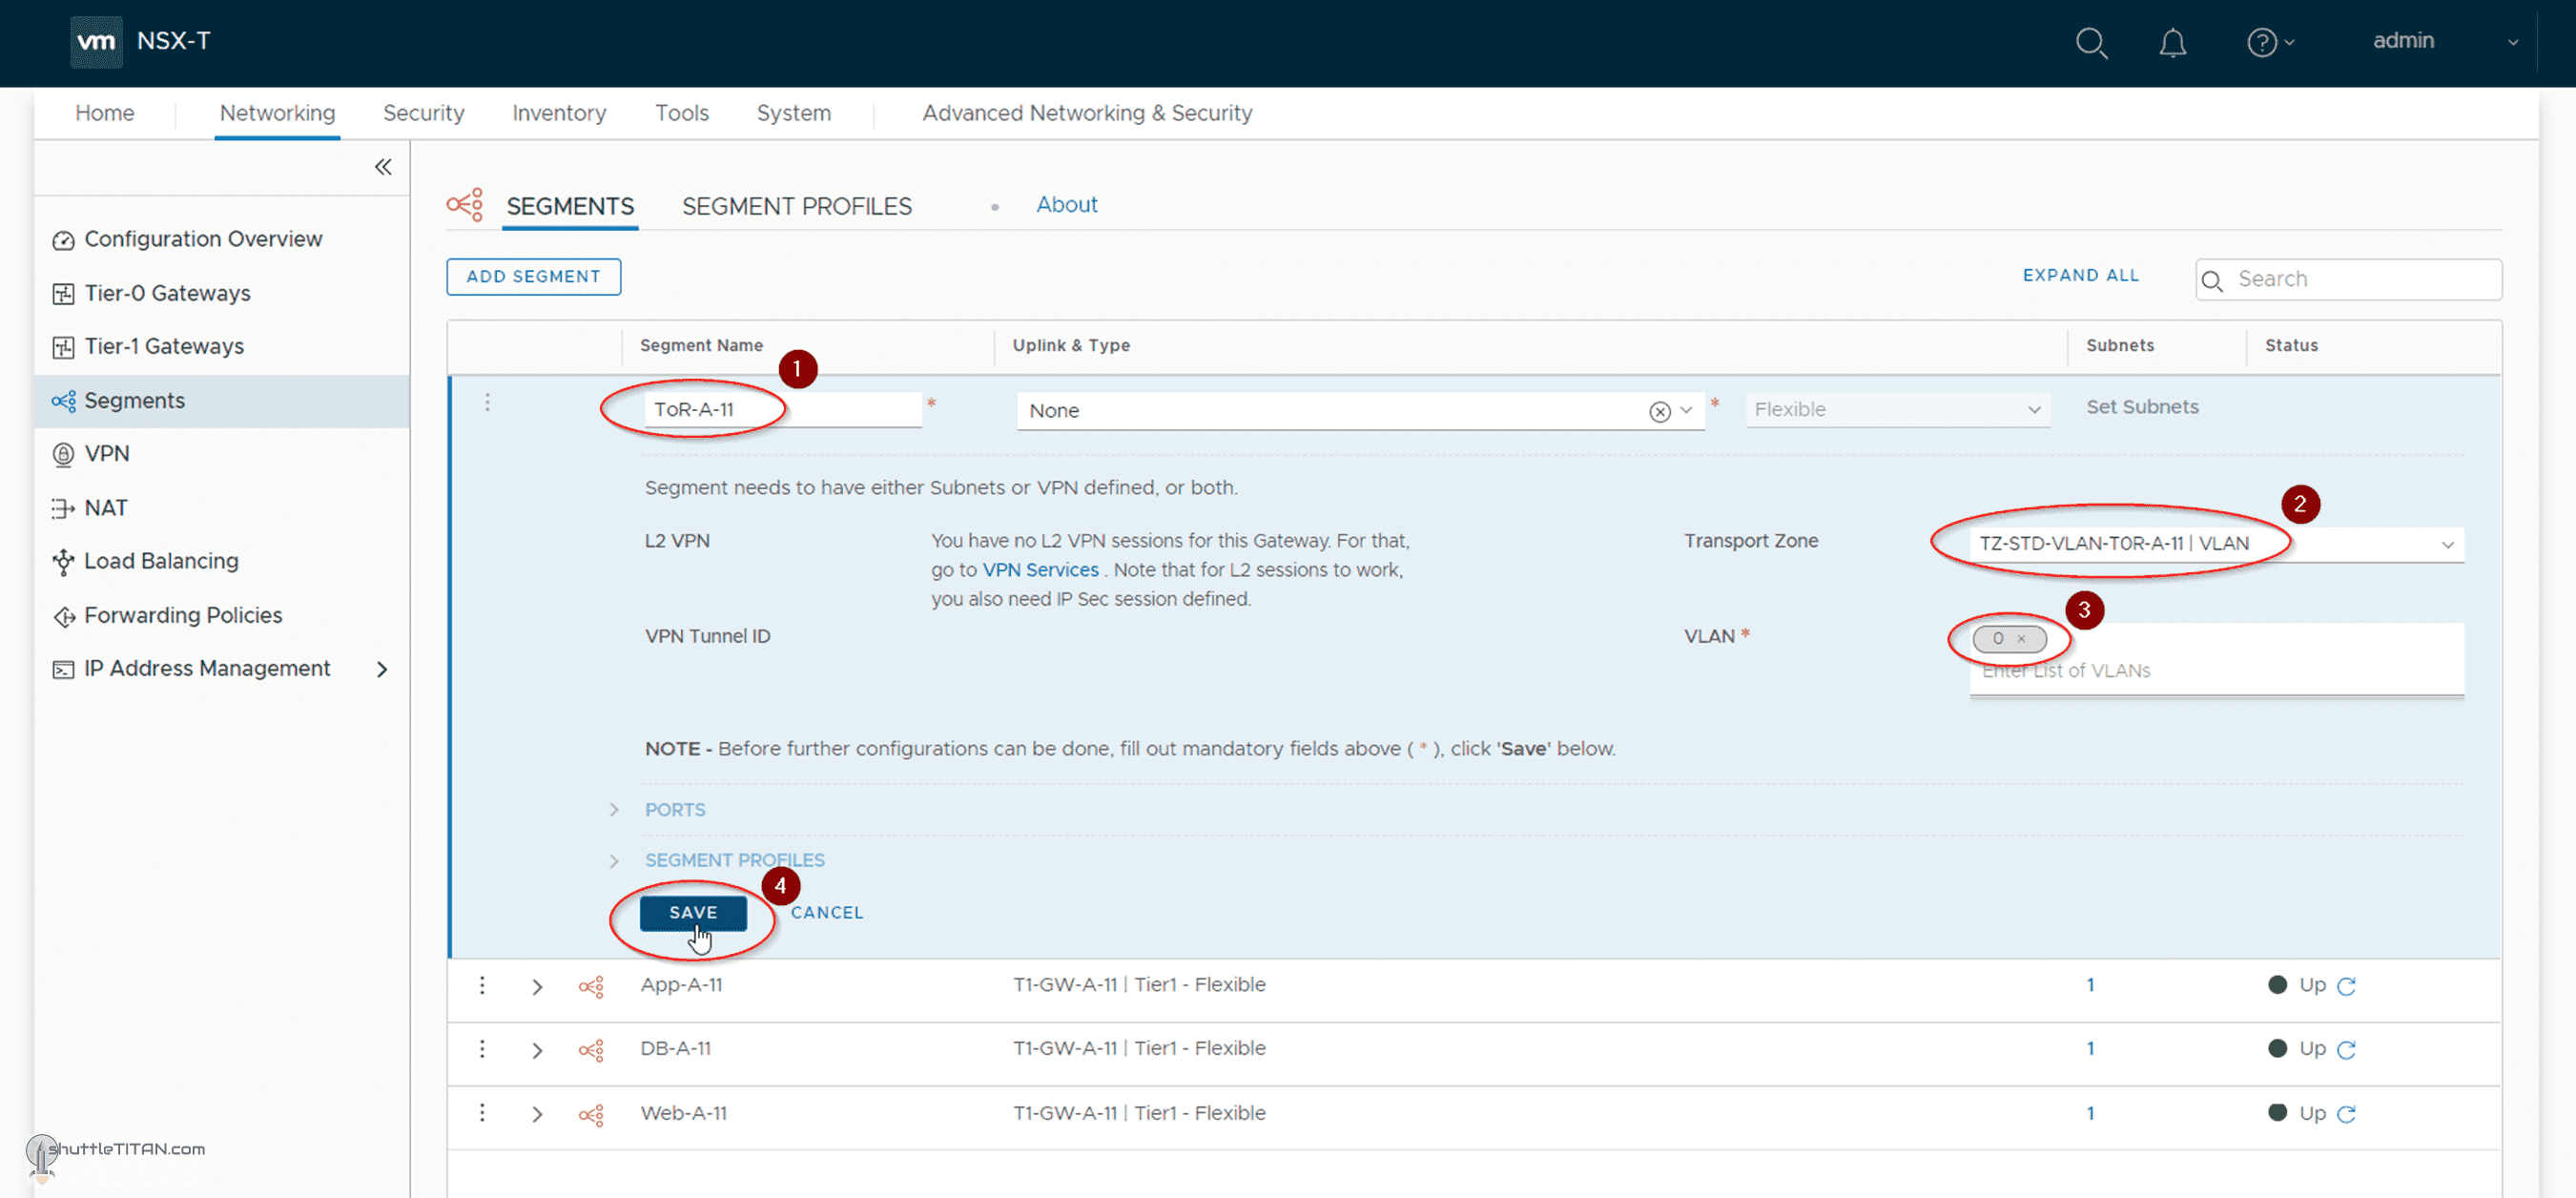 vm NSX-T admin
Home Networking Security Inventory Tools System Advanced Networking & Security
SEGMENTS SEGMENT PROFILES About
Configuration Overview
Tier-0 Gateways
Tier-1 Gateways
Segments
VPN
NAT
Load Balancing
Forwarding Policies
IP Address Management
ADD SEGMENT EXPAND ALL Search
Segment Name Uplink & Type Subnets Status
1
ToR-A-11 * None * Flexible Set Subnets
Segment needs to have either Subnets or VPN defined, or both.
2
L2 VPN You have no L2 VPN sessions for this Gateway. For that, Transport Zone TZ-STD-VLAN-T0R-A-11 | VLAN
go to VPN Services . Note that for L2 sessions to work,
you also need IP Sec session defined.
3
VPN Tunnel ID VLAN * 0 ×
Enter List of VLANs
NOTE - Before further configurations can be done, fill out mandatory fields above ( * ), click 'Save' below.
PORTS
SEGMENT PROFILES
4
SAVE CANCEL
App-A-11 T1-GW-A-11 | Tier1 - Flexible 1 Up
DB-A-11 T1-GW-A-11 | Tier1 - Flexible 1 Up
Web-A-11 T1-GW-A-11 | Tier1 - Flexible 1 Up
shuttleTITAN.com